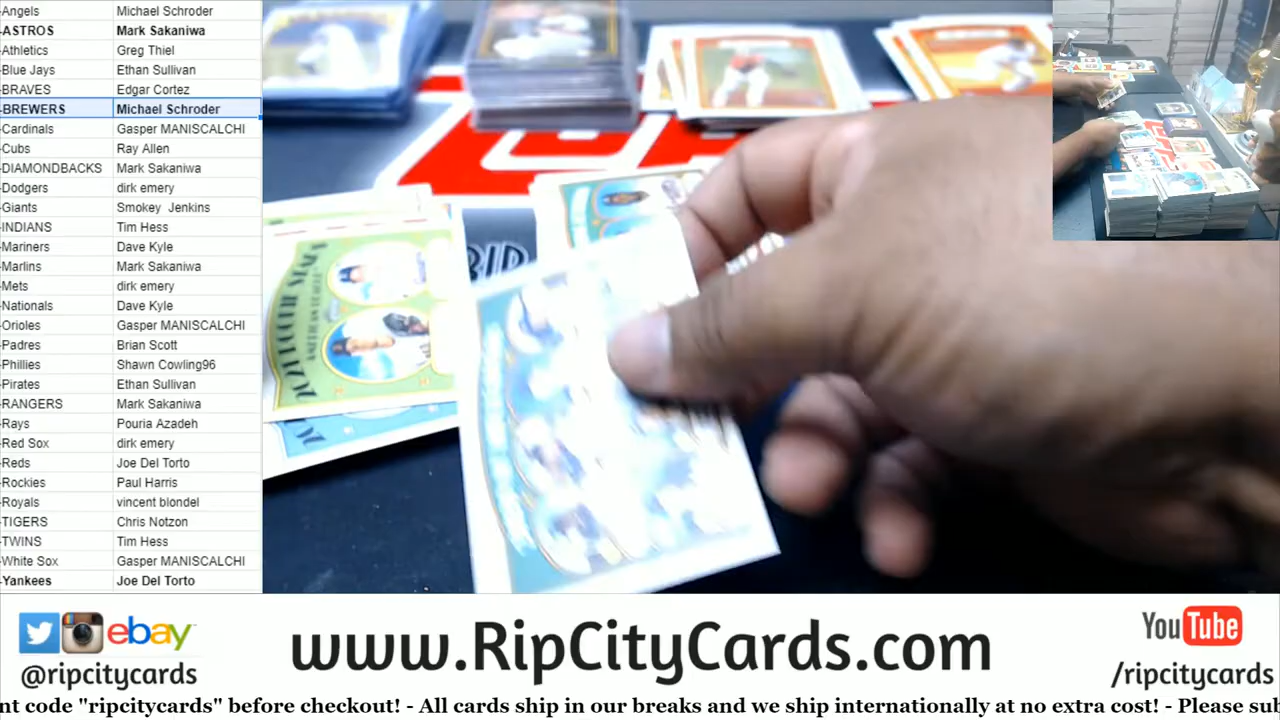 -Angels Michael Schroder
-ASTROS Mark Sakaniwa
-Athletics Greg Thiel
-Blue Jays Ethan Sullivan
-BRAVES Edgar Cortez
-BREWERS Michael Schroder
-Cardinals Gasper MANISCALCHI
-Cubs Ray Allen
-DIAMONDBACKS Mark Sakaniwa
-Dodgers dirk emery
-Giants Smokey Jenkins
-INDIANS Tim Hess
-Mariners Dave Kyle
-Marlins Mark Sakaniwa
-Mets dirk emery
-Nationals Dave Kyle
-Orioles Gasper MANISCALCHI
-Padres Brian Scott
-Phillies Shawn Cowling96
-Pirates Ethan Sullivan
-RANGERS Mark Sakaniwa
-Rays Pouria Azadeh
-Red Sox dirk emery
-Reds Joe Del Torto
-Rockies Paul Harris
-Royals vincent blondel
-TIGERS Chris Notzon
-TWINS Tim Hess
-White Sox Gasper MANISCALCHI
-Yankees Joe Del Torto
ebay
@ripcitycards
www.RipCityCards.com
YouTube
/ripcitycards
nt code "ripcitycards" before checkout! - All cards ship in our breaks and we ship internationally at no extra cost! - Please sub